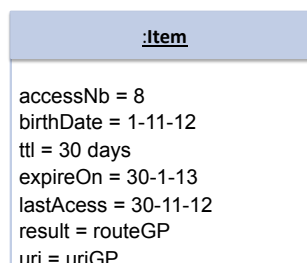 :Item
accessNb = 8
birthDate = 1-11-12
ttl = 30 days
expireOn = 30-1-13
lastAcess = 30-11-12
result = routeGP
uri = uriGP